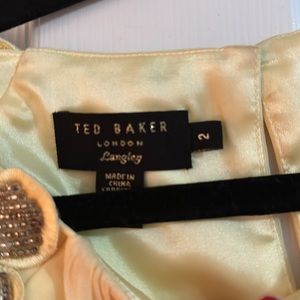 TED BAKER
LONDON
Langley
2
MADE IN
CHINA